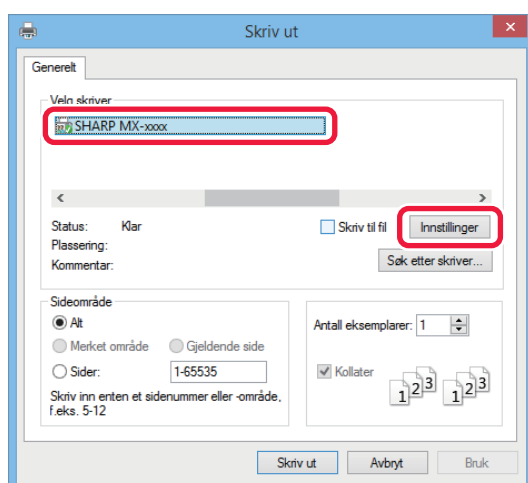 Skriv ut
Generelt
Velg skriver
SHARP MX-xxxx
Status: Klar
Skriv til fil
Innstillinger
Plassering:
Kommentar:
Søk etter skriver...
Sideområde
Alt
Merket område
Gjeldende side
Sider:
1-65535
Skriv inn enten et sidenummer eller -område,
f.eks. 5-12
Antall eksemplarer: 1
Kollater
1 2 3 1 2 3
Skriv ut
Avbryt
Bruk